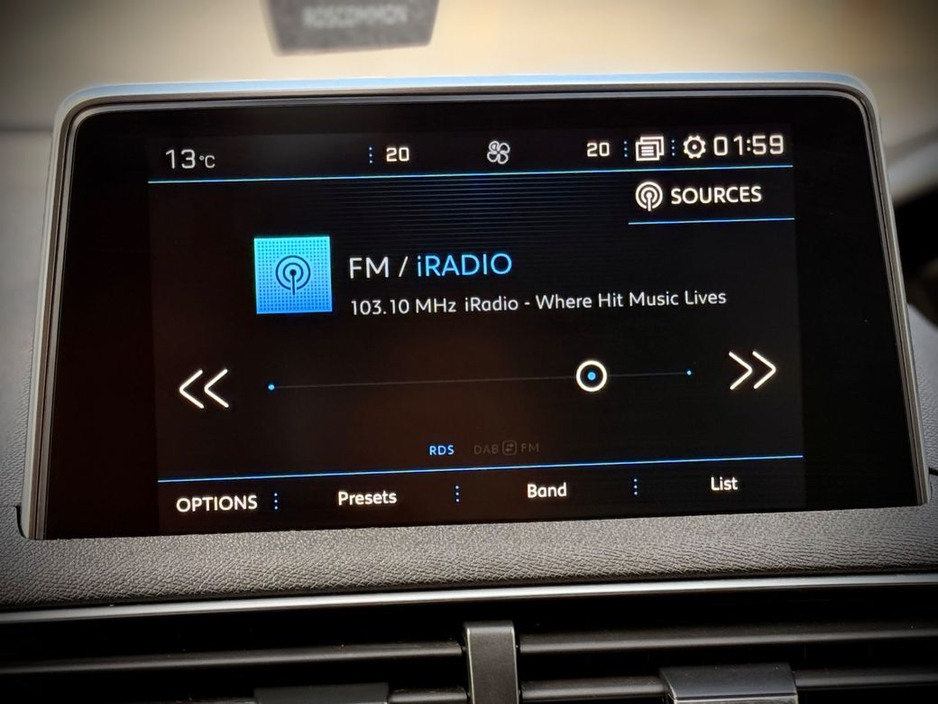 ROSCOMMON
13°C 20 20 01:59
SOURCES
FM / iRADIO
103.10 MHz iRadio - Where Hit Music Lives
RDS DAB FM
OPTIONS Presets Band List